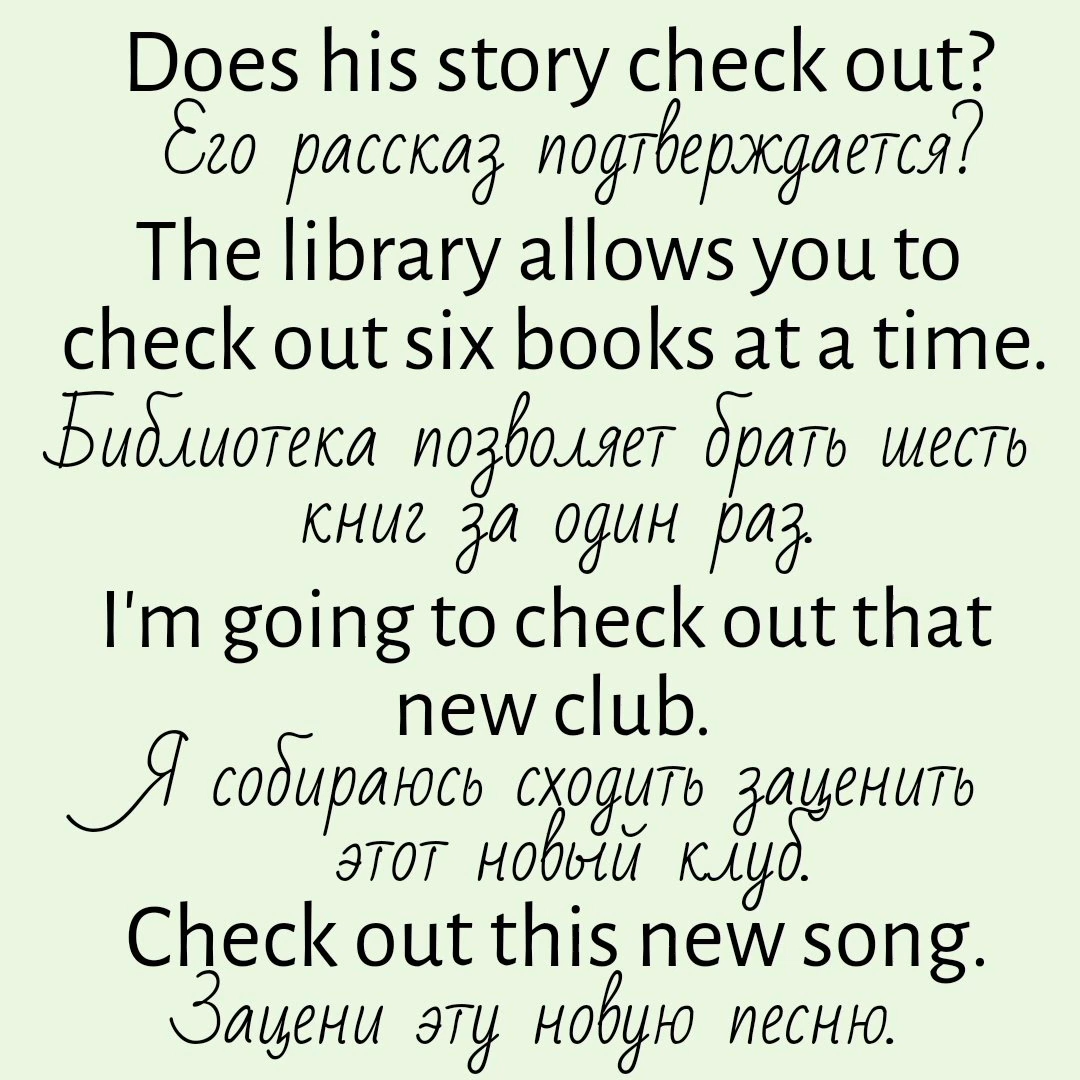 Does his story check out?
Его рассказ подтверждается?
The library allows you to
check out six books at a time.
Библиотека позволяет брать шесть
книг за один раз.
I'm going to check out that
new club.
Я собираюсь сходить заценить
этот новый клуб.
Check out this new song.
Зацени эту новую песню.